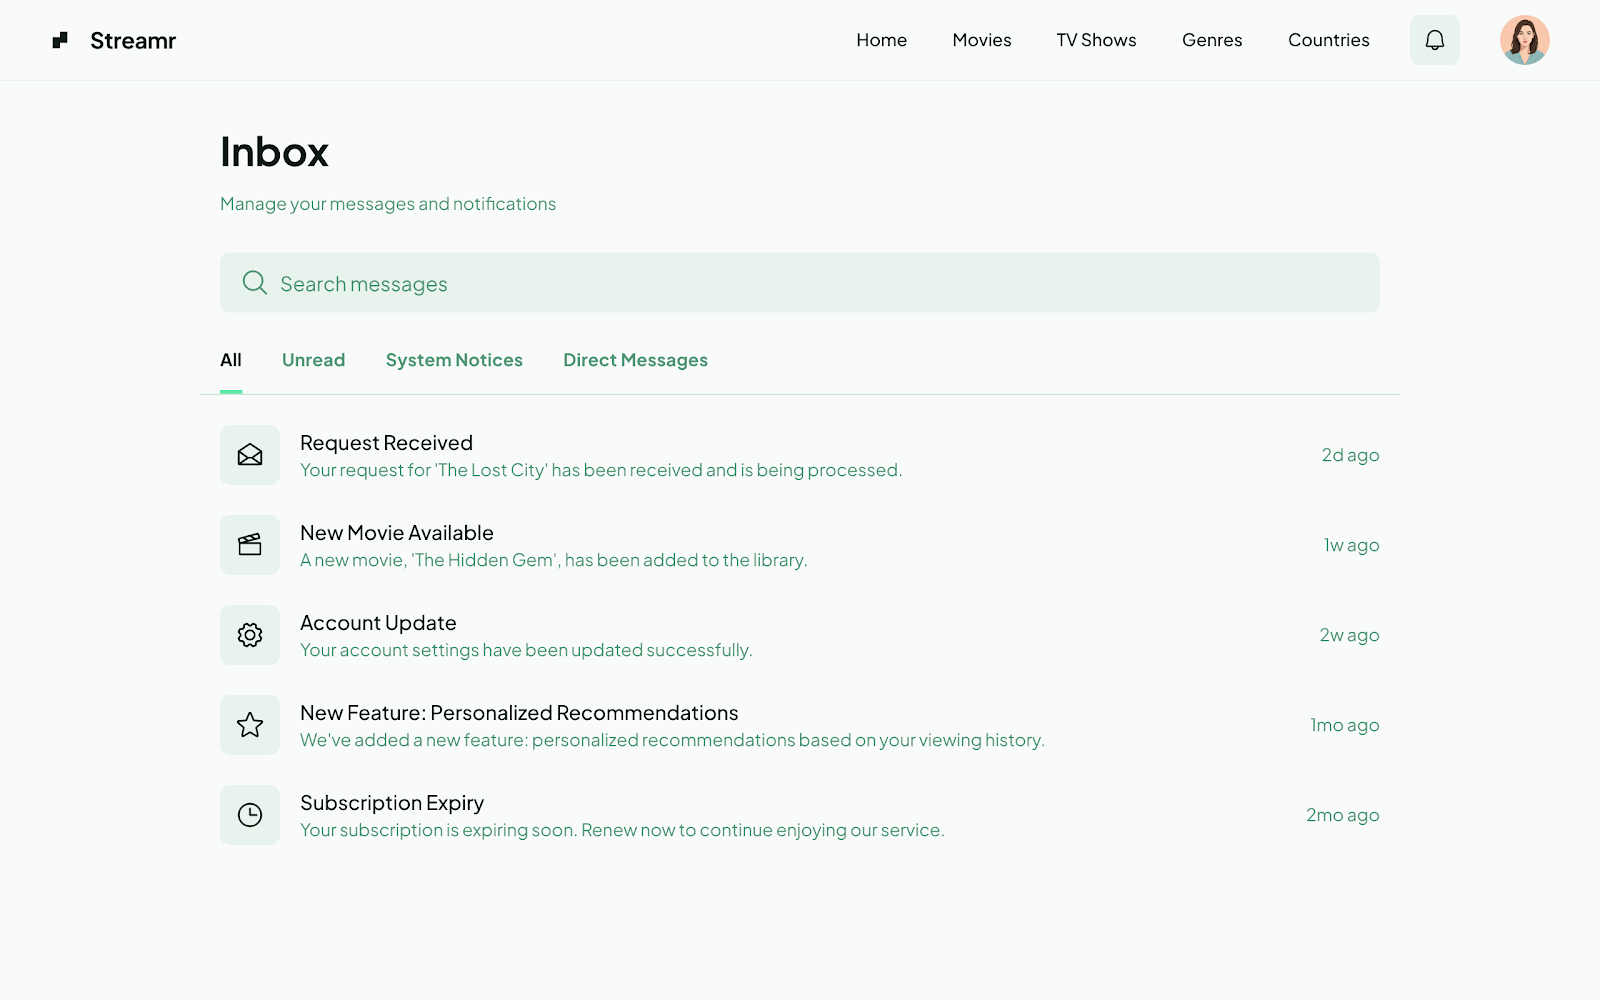 Streamr
Home Movies TV Shows Genres Countries
Inbox
Manage your messages and notifications
Search messages
All Unread System Notices Direct Messages
Request Received
Your request for 'The Lost City' has been received and is being processed.
2d ago
New Movie Available
A new movie, 'The Hidden Gem', has been added to the library.
1w ago
Account Update
Your account settings have been updated successfully.
2w ago
New Feature: Personalized Recommendations
We've added a new feature: personalized recommendations based on your viewing history.
1mo ago
Subscription Expiry
Your subscription is expiring soon. Renew now to continue enjoying our service.
2mo ago